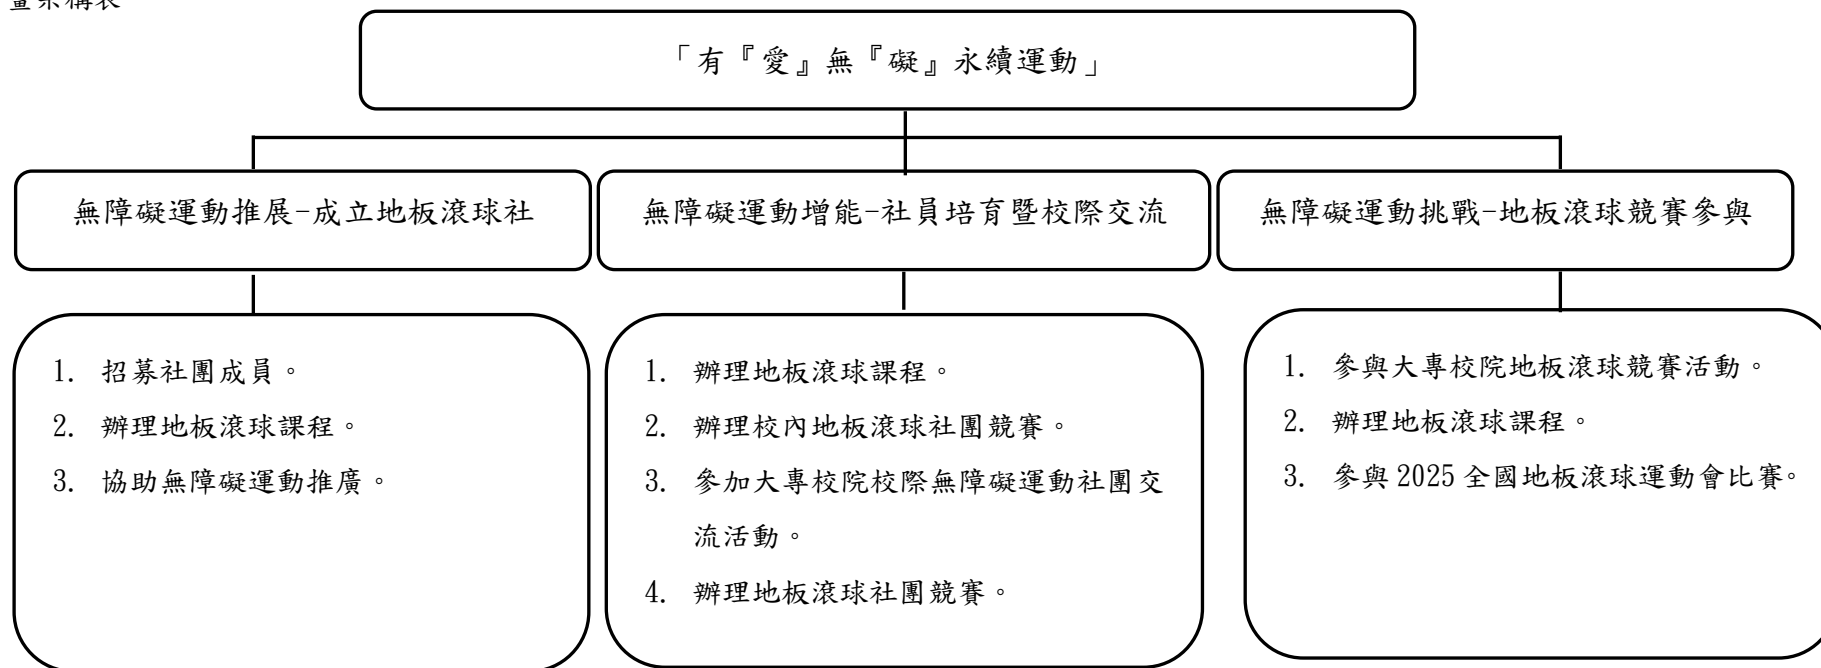 畫架構表
「有『愛』無『礙』永續運動」
無障礙運動推展-成立地板滾球社
無障礙運動增能-社員培育暨校際交流
無障礙運動挑戰-地板滾球競賽參與
1. 招募社團成員。
2. 辦理地板滾球課程。
3. 協助無障礙運動推廣。
1. 辦理地板滾球課程。
2. 辦理校內地板滾球社團競賽。
3. 參加大專校院校際無障礙運動社團交
流活動。
4. 辦理地板滾球社團競賽。
1. 參與大專校院地板滾球競賽活動。
2. 辦理地板滾球課程。
3. 參與 2025 全國地板滾球運動會比賽。